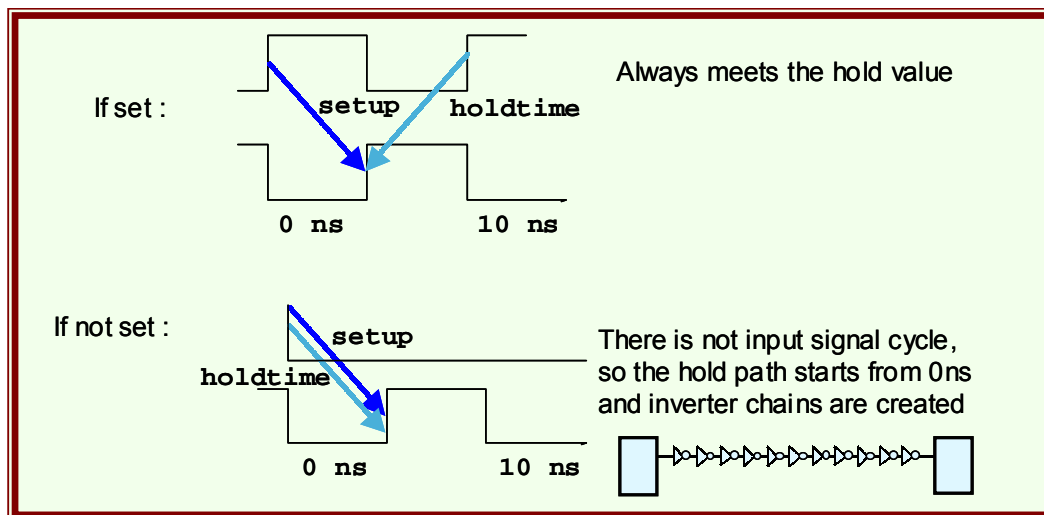 Always meets the hold value
If set :
setup
holdtime
0 ns
10 ns
If not set :
setup
holdtime
0 ns
10 ns
There is not input signal cycle,
so the hold path starts from 0ns
and inverter chains are created